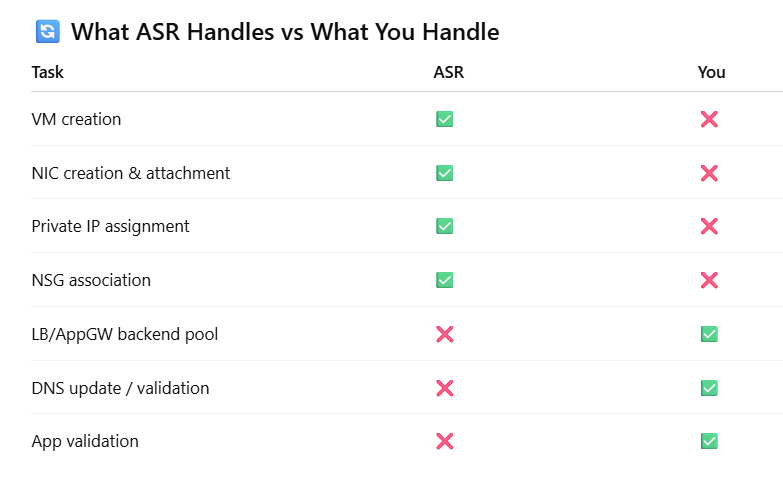 🔄 What ASR Handles vs What You Handle
Task ASR You
VM creation ✅ ❌
NIC creation & attachment ✅ ❌
Private IP assignment ✅ ❌
NSG association ✅ ❌
LB/AppGW backend pool ❌ ✅
DNS update / validation ❌ ✅
App validation ❌ ✅